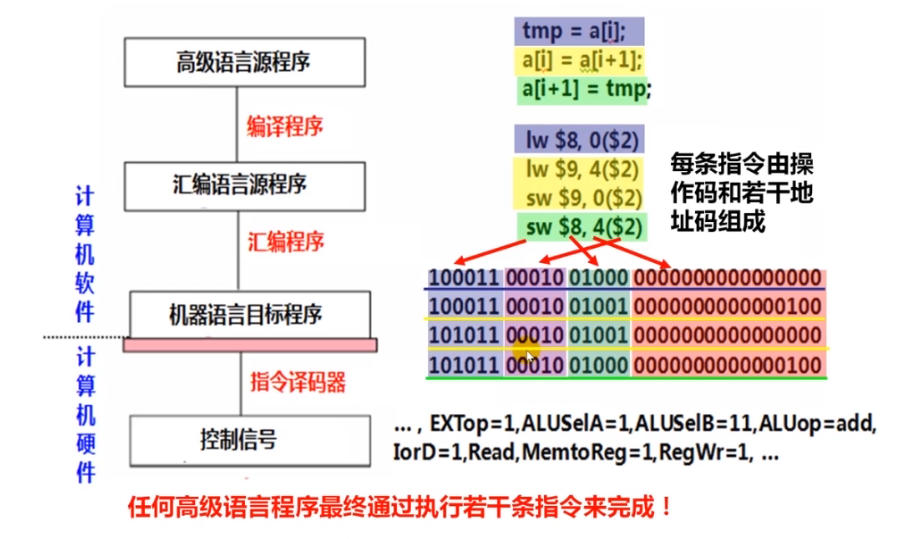 高级语言源程序
编译程序
汇编语言源程序
汇编程序
机器语言目标程序
指令译码器
控制信号
计算机软件
计算机硬件
tmp = a[i];
a[i] = a[i+1];
a[i+1] = tmp;
lw $8, 0($2)
lw $9, 4($2)
sw $9, 0($2)
sw $8, 4($2)
每条指令由操
作码和若干地
址码组成
100011 00010 01000 0000000000000000
100011 00010 01001 0000000000000100
101011 00010 01001 0000000000000000
101011 00010 01000 0000000000000100
... , EXTop=1,ALUSelA=1,ALUSelB=11,ALUop=add,
IorD=1,Read,MemtoReg=1,RegWr=1, ...
任何高级语言程序最终通过执行若干条指令来完成！